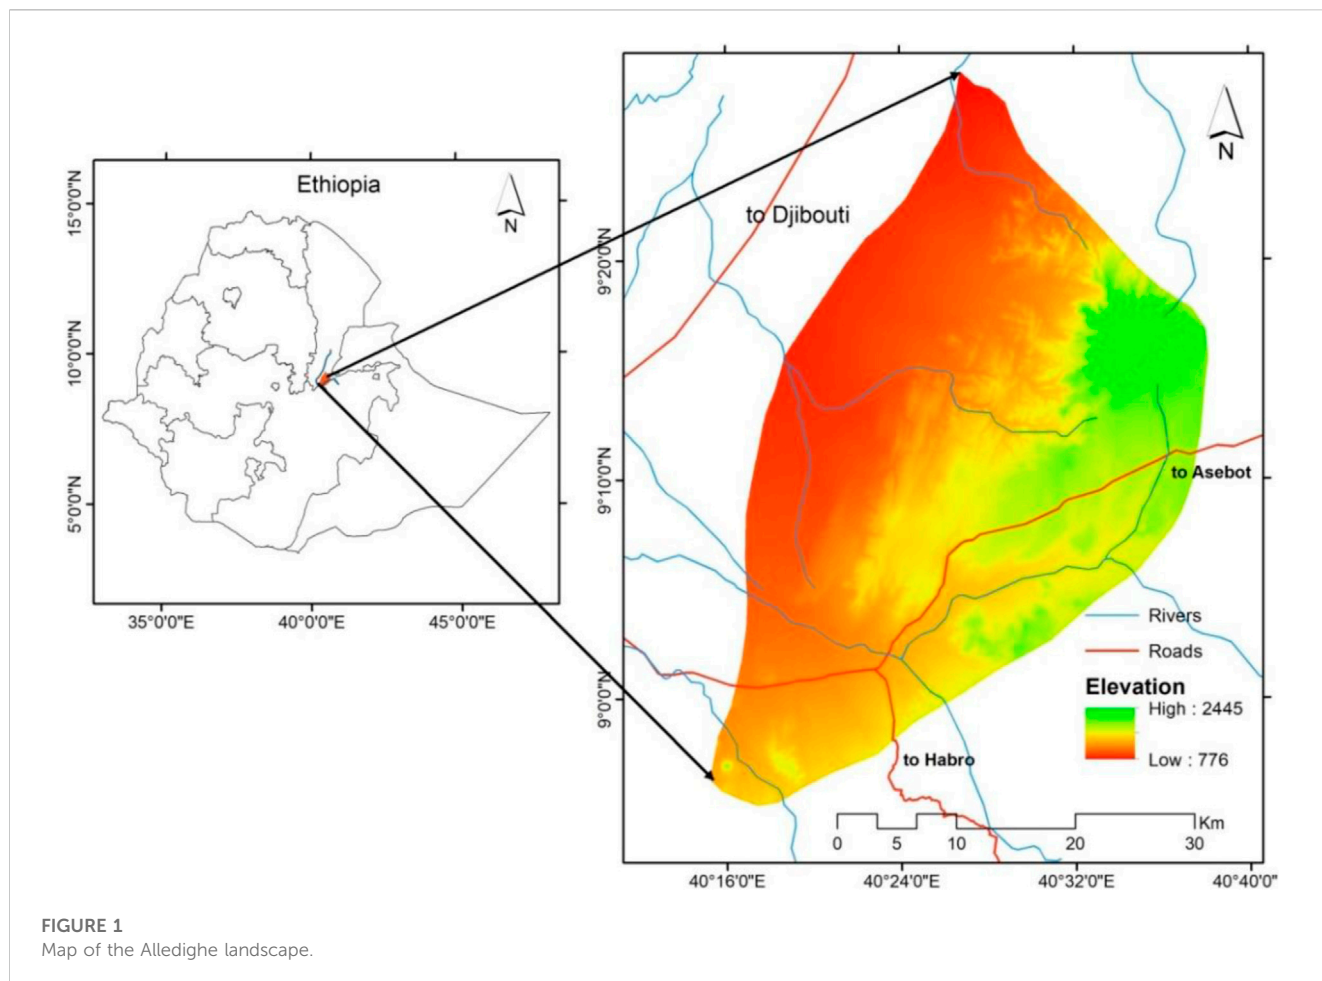 Ethiopia
N
15°0'0"N
10°0'0"N
5°0'0"N
35°0'0"E
40°0'0"E
45°0'0"E
N
to Djibouti
9°20'0"N
9°10'0"N
9°0'0"N
to Asebot
Rivers
Roads
Elevation
High : 2445
Low : 776
to Habro
Km
0 5 10 20 30
40°16'0"E
40°24'0"E
40°32'0"E
40°40'0"
FIGURE 1
Map of the Alledighe landscape.